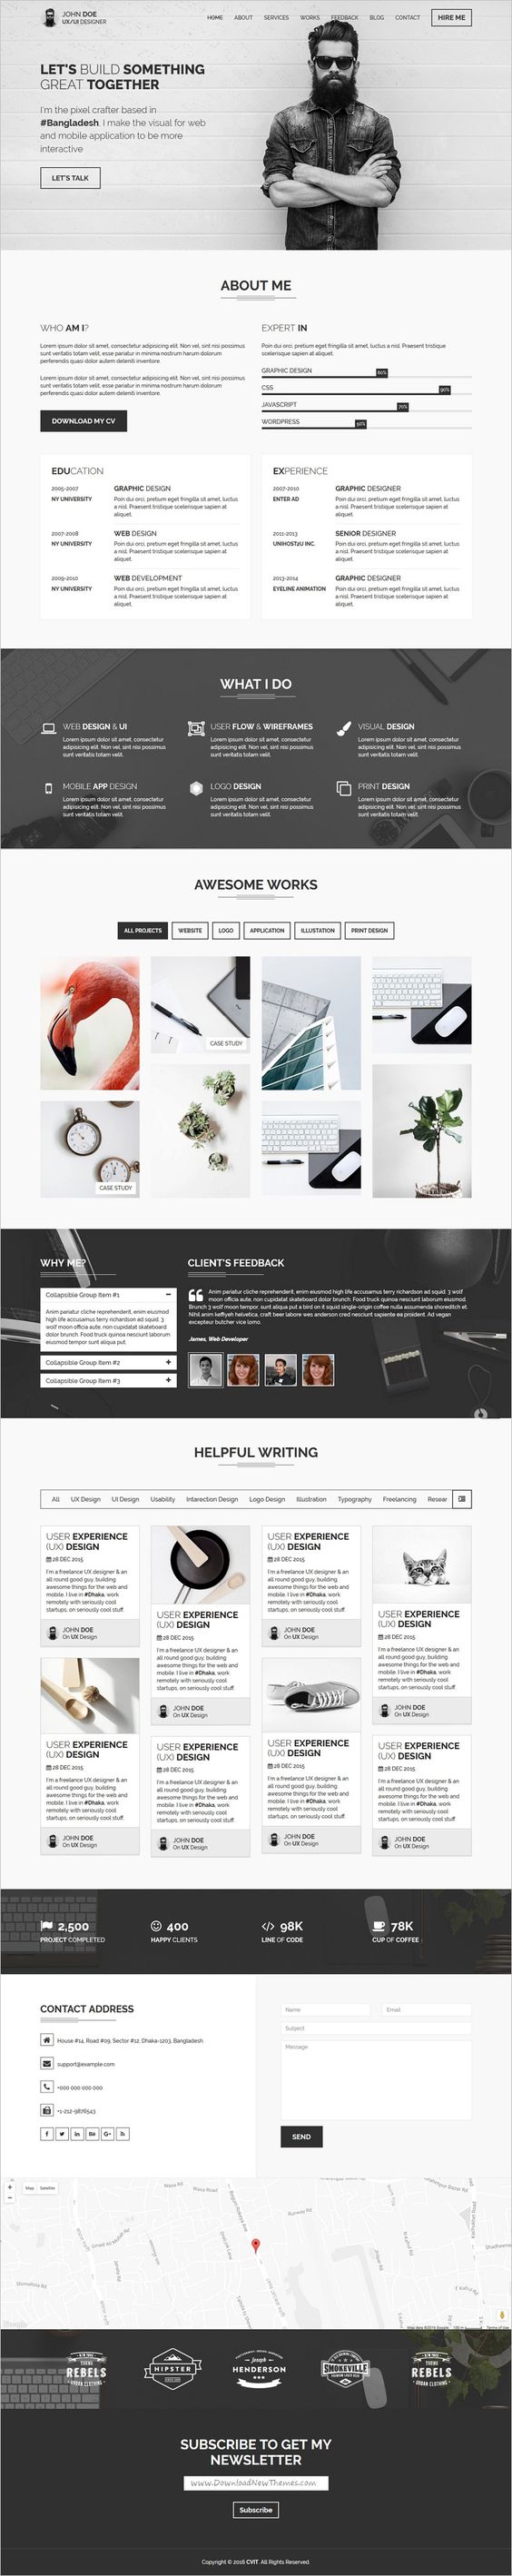 JOHN DOE
UX/UI DESIGNER
HOME ABOUT SERVICES WORKS FEEDBACK BLOG CONTACT HIRE ME
LET'S BUILD SOMETHING
GREAT TOGETHER
I'm the pixel crafter based in
#Bangladesh. I make the visual for web
and mobile application to be more
interactive
LET'S TALK
ABOUT ME
WHO AM I?
Lorem ipsum dolor sit amet, consectetur adipisicing elit. Non vel, sint nisi possimus
sunt veritatis totam velit, esse pariatur in minima nostrum harum dolorum
perferendis quasi dolor autem deleniti inventore.
Lorem ipsum dolor sit amet, consectetur adipisicing elit. Non vel, sint nisi possimus
sunt veritatis totam velit, esse pariatur in minima nostrum harum dolorum
perferendis quasi dolor autem deleniti inventore.
DOWNLOAD MY CV
EXPERT IN
Poin dui orci, pretium eget fringilla sit amet, luctus a nisl. Praesent tristique
scelerisque sapien et aliquet.
GRAPHIC DESIGN
60%
CSS
90%
JAVASCRIPT
70%
WORDPRESS
50%
EDUCATION
2005-2007 GRAPHIC DESIGN
NY UNIVERSITY Poin dui orci, pretium eget fringilla sit amet, luctus
a nisl. Praesent tristique scelerisque sapien at
aliquet.
2007-2008 WEB DESIGN
NY UNIVERSITY Poin dui orci, pretium eget fringilla sit amet, luctus
a nisl. Praesent tristique scelerisque sapien at
aliquet.
2009-2010 WEB DEVELOPMENT
NY UNIVERSITY Poin dui orci, pretium eget fringilla sit amet, luctus
a nisl. Praesent tristique scelerisque sapien at
aliquet.
EXPERIENCE
2007-2010 GRAPHIC DESIGNER
ENTER AD Poin dui orci, pretium eget fringilla sit amet, luctus
a nisl. Praesent tristique scelerisque sapien at
aliquet.
2011-2013 SENIOR DESIGNER
UNIHOST4U INC. Poin dui orci, pretium eget fringilla sit amet, luctus
a nisl. Praesent tristique scelerisque sapien at
aliquet.
2013-2014 GRAPHIC DESIGNER
EYELINE ANIMATION Poin dui orci, pretium eget fringilla sit amet, luctus
a nisl. Praesent tristique scelerisque sapien at
aliquet.
WHAT I DO
WEB DESIGN & UI
Lorem ipsum dolor sit amet, consectetur
adipisicing elit. Non vel, sint nisi possimus
sunt veritatis totam velit.
USER FLOW & WIREFRAMES
Lorem ipsum dolor sit amet, consectetur
adipisicing elit. Non vel, sint nisi possimus
sunt veritatis totam velit.
VISUAL DESIGN
Lorem ipsum dolor sit amet, consectetur
adipisicing elit. Non vel, sint nisi possimus
sunt veritatis totam velit.
MOBILE APP DESIGN
Lorem ipsum dolor sit amet, consectetur
adipisicing elit. Non vel, sint nisi possimus
sunt veritatis totam velit.
LOGO DESIGN
Lorem ipsum dolor sit amet, consectetur
adipisicing elit. Non vel, sint nisi possimus
sunt veritatis totam velit.
PRINT DESIGN
Lorem ipsum dolor sit amet, consectetur
adipisicing elit. Non vel, sint nisi possimus
sunt veritatis totam velit.
AWESOME WORKS
ALL PROJECTS WEBSITE LOGO APPLICATION ILLUSTATION PRINT DESIGN
CASE STUDY
CASE STUDY
WHY ME?
Collapsible Group Item #1
Anim pariatur cliche reprehenderit, enim eiusmod
high life accusamus terry richardson ad squid. 3
wolf moon officia aute, non cupidatat skateboard
dolor brunch. Food truck quinoa nesciunt laborum
eiusmod tempor sunt aliqua put.
Collapsible Group Item #2
Collapsible Group Item #3
CLIENT'S FEEDBACK
Anim pariatur cliche reprehenderit, enim eiusmod high life accusamus terry richardson ad squid. 3 wolf
moon officia aute, non cupidatat skateboard dolor brunch. Food truck quinoa nesciunt laborum eiusmod.
Brunch 3 wolf moon tempor, sunt aliqua put a bird on it squid single-origin coffee nulla assumenda shoreditch et.
Nihil anim keffiyeh helvetica, craft beer labore wes anderson cred nesciunt sapiente ea proident. Ad vegan
excepteur butcher vice lomo.
James, Web Developer
HELPFUL WRITING
All UX Design UI Design Usability Intarection Design Logo Design Illustration Typography Freelancing Resear
USER EXPERIENCE
(UX) DESIGN
28 DEC 2015
I'm a freelance UX designer & an
all round good guy, building
awesome things for the web and
mobile. I live in #Dhaka, work
remotely with seriously cool
startups, on seriously cool stuff.
JOHN DOE
On UX Design
USER EXPERIENCE
(UX) DESIGN
28 DEC 2015
I'm a freelance UX designer & an
all round good guy, building
awesome things for the web and
mobile. I live in #Dhaka, work
remotely with seriously cool
startups, on seriously cool stuff.
JOHN DOE
On UX Design
USER EXPERIENCE
(UX) DESIGN
28 DEC 2015
I'm a freelance UX designer & an
all round good guy, building
awesome things for the web and
mobile. I live in #Dhaka, work
remotely with seriously cool
startups, on seriously cool stuff.
JOHN DOE
On UX Design
USER EXPERIENCE
(UX) DESIGN
28 DEC 2015
I'm a freelance UX designer & an
all round good guy, building
awesome things for the web and
mobile. I live in #Dhaka, work
remotely with seriously cool
startups, on seriously cool stuff.
JOHN DOE
On UX Design
USER EXPERIENCE
(UX) DESIGN
28 DEC 2015
I'm a freelance UX designer & an
all round good guy, building
awesome things for the web and
mobile. I live in #Dhaka, work
remotely with seriously cool
startups, on seriously cool stuff.
JOHN DOE
On UX Design
USER EXPERIENCE
(UX) DESIGN
28 DEC 2015
I'm a freelance UX designer & an
all round good guy, building
awesome things for the web and
mobile. I live in #Dhaka, work
remotely with seriously cool
startups, on seriously cool stuff.
JOHN DOE
On UX Design
USER EXPERIENCE
(UX) DESIGN
28 DEC 2015
I'm a freelance UX designer & an
all round good guy, building
awesome things for the web and
mobile. I live in #Dhaka, work
remotely with seriously cool
startups, on seriously cool stuff.
JOHN DOE
On UX Design
USER EXPERIENCE
(UX) DESIGN
28 DEC 2015
I'm a freelance UX designer & an
all round good guy, building
awesome things for the web and
mobile. I live in #Dhaka, work
remotely with seriously cool
startups, on seriously cool stuff.
JOHN DOE
On UX Design
2,500 400 98K 78K
PROJECT COMPLETED HAPPY CLIENTS LINE OF CODE CUP OF COFFEE
CONTACT ADDRESS
House #14, Road #09, Sector #12, Dhaka-1203, Bangladesh.
support@example.com
+000 000 000 000
+1-212-9876543
Name Email
Subject
Message
SEND
Map Satellite
Runway Rd
REBELS
URBAN CLOTHING
HIPSTER
Joseph
HENDERSON
SMOKEVILLE
REBELS
URBAN CLOTHING
SUBSCRIBE TO GET MY
NEWSLETTER
www.DownloadNewThemes.com
Subscribe
Copyright © 2016 CVIT. All Rights Reserved.